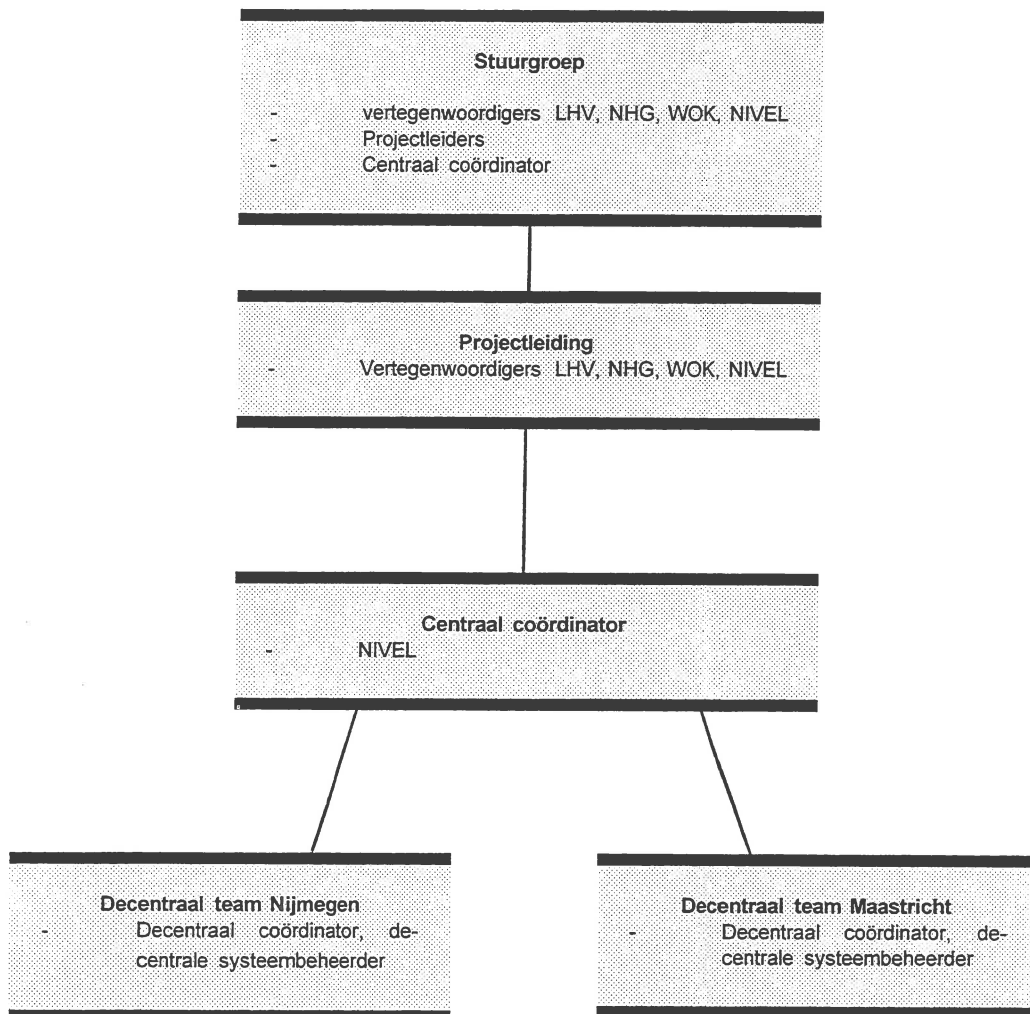 Stuurgroep
- vertegenwoordigers LHV, NHG, WOK, NIVEL
- Projectleiders
- Centraal coördinator
Projectleiding
- Vertegenwoordigers LHV, NHG, WOK, NIVEL
Centraal coördinator
- NIVEL
Decentraal team Nijmegen
- Decentraal coördinator, de-
centrale systeembeheerder
Decentraal team Maastricht
- Decentraal coördinator, de-
centrale systeembeheerder